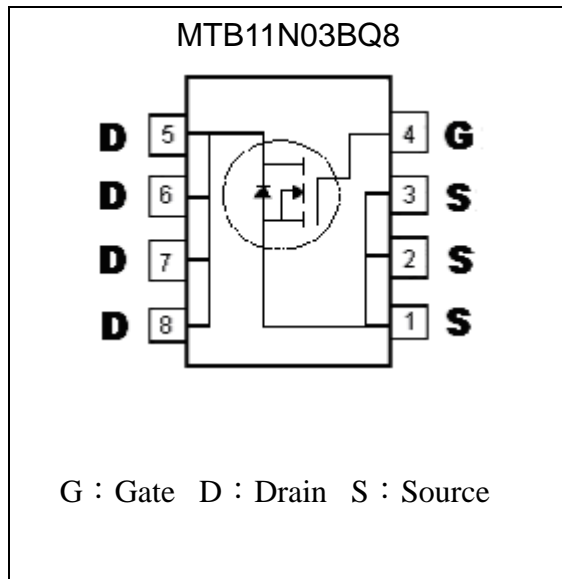 MTB11N03BQ8
D 5 4 G
D 6 3 S
D 7 2 S
D 8 1 S
G：Gate D：Drain S：Source